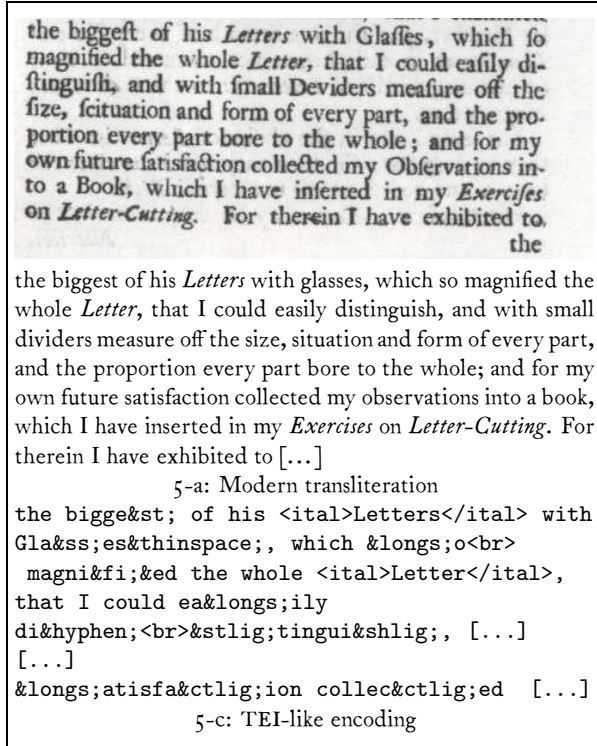 the biggeſt of his Letters with Glaſſes, which ſo
magnified the whole Letter, that I could eaſily di-
ſtinguiſh, and with ſmall Deviders meaſure off the
ſize, ſcituation and form of every part, and the pro-
portion every part bore to the whole; and for my
own future ſatisfaction collected my Obſervations in-
to a Book, which I have inſerted in my Exerciſes
on Letter-Cutting. For therein I have exhibited to.
the
the biggest of his Letters with glasses, which so magnified the
whole Letter, that I could easily distinguish, and with small
dividers measure off the size, situation and form of every part,
and the proportion every part bore to the whole; and for my
own future satisfaction collected my observations into a book,
which I have inserted in my Exercises on Letter-Cutting. For
therein I have exhibited to [...]
5-a: Modern transliteration
the bigge&st; of his <ital>Letters</ital> with
Gla&ss;es&thinspace;, which &longs;o<br>
magni&fi;&ed the whole <ital>Letter</ital>,
that I could ea&longs;ily
di&hyphen;<br>&stlig;tingui&shlig;, [...]
[...]
&longs;atisfa&ctlig;ion collec&ctlig;ed [...]
5-c: TEI-like encoding